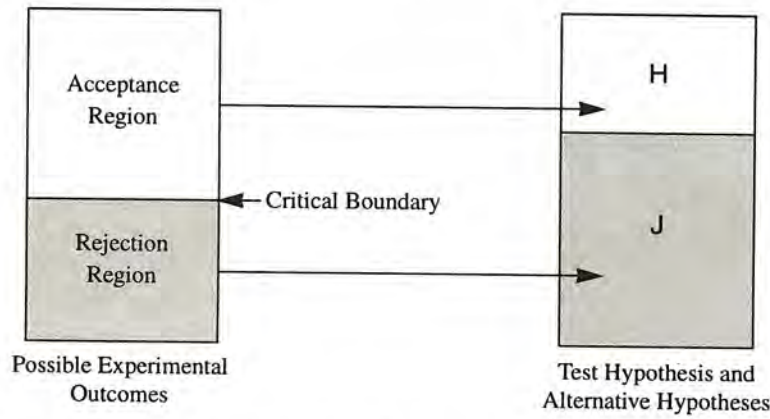 Acceptance
Region
Critical Boundary
Rejection
Region
Possible Experimental
Outcomes
H
J
Test Hypothesis and
Alternative Hypotheses